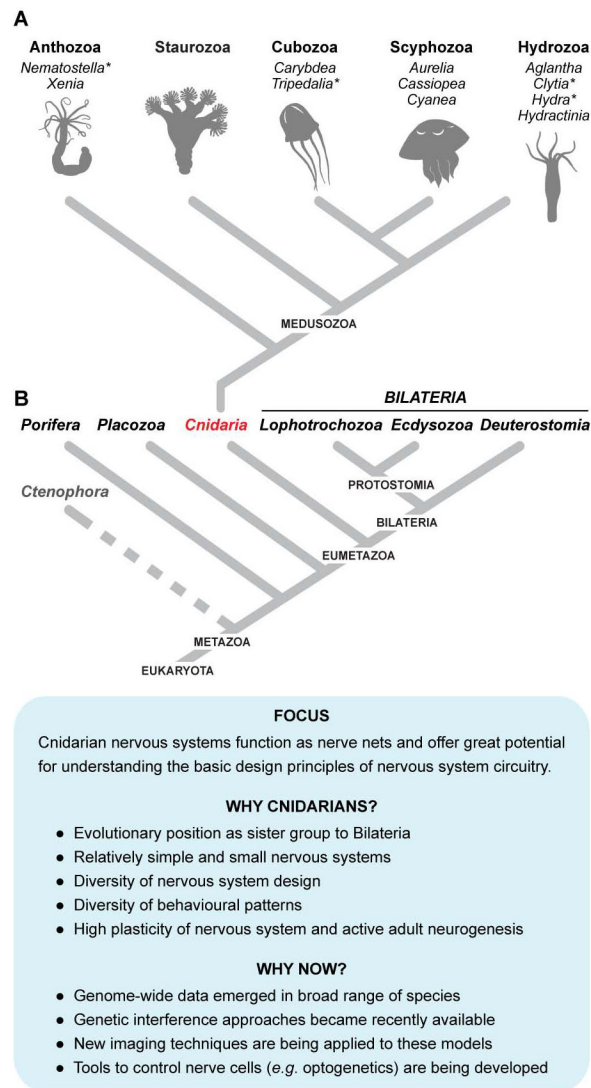 A
Anthozoa Staurozoa Cubozoa Scyphozoa Hydrozoa
Nematostella* Carybdea Aurelia Aglantha
Xenia Tripedalia* Cassiopea Clytia*
Cyanea Hydra*
Hydractinia
MEDUSOZOA
B
BILATERIA
Porifera Placozoa Cnidaria Lophotrochozoa Ecdysozoa Deuterostomia
PROTOSTOMIA
Ctenophora
BILATERIA
EUMETAZOA
METAZOA
EUKARYOTA
FOCUS
Cnidarian nervous systems function as nerve nets and offer great potential
for understanding the basic design principles of nervous system circuitry.
WHY CNIDARIANS?
● Evolutionary position as sister group to Bilateria
● Relatively simple and small nervous systems
● Diversity of nervous system design
● Diversity of behavioural patterns
● High plasticity of nervous system and active adult neurogenesis
WHY NOW?
● Genome-wide data emerged in broad range of species
● Genetic interference approaches became recently available
● New imaging techniques are being applied to these models
● Tools to control nerve cells (e.g. optogenetics) are being developed